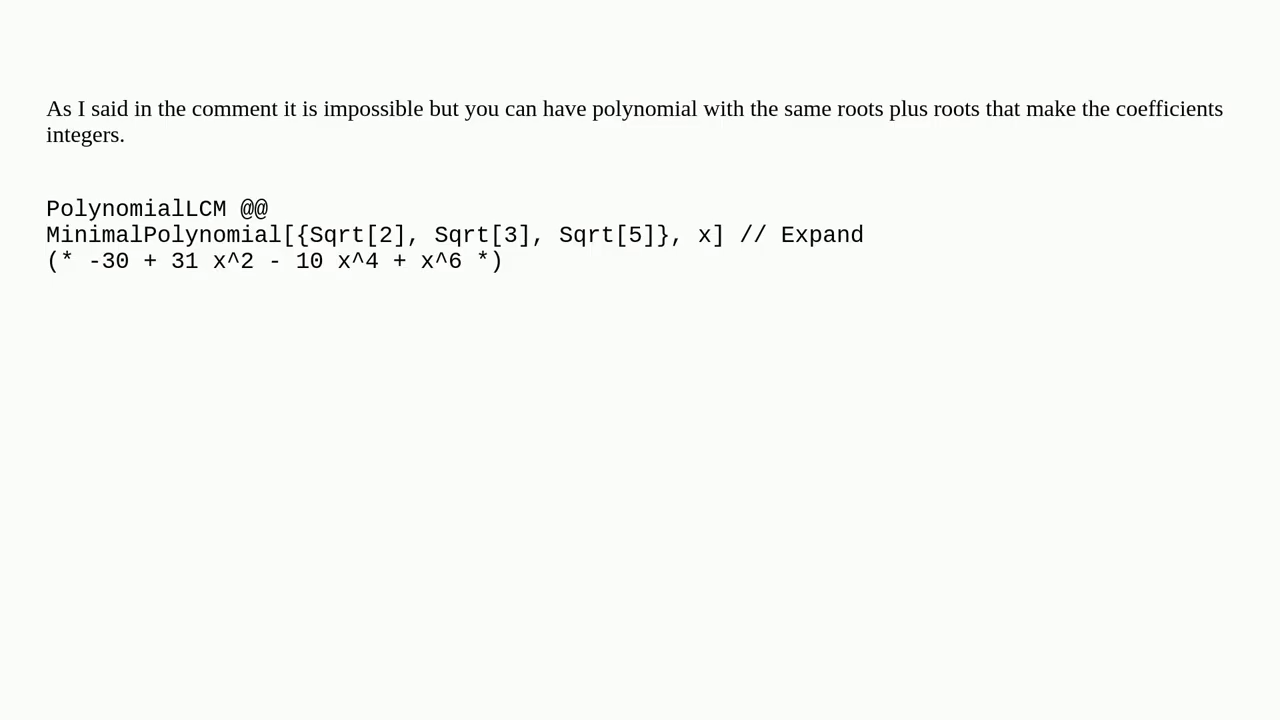 As I said in the comment it is impossible but you can have polynomial with the same roots plus roots that make the coefficients
integers.
PolynomialLCM @@
MinimalPolynomial[{Sqrt[2], Sqrt[3], Sqrt[5]}, x] // Expand
(* -30 + 31 x^2 - 10 x^4 + x^6 *)